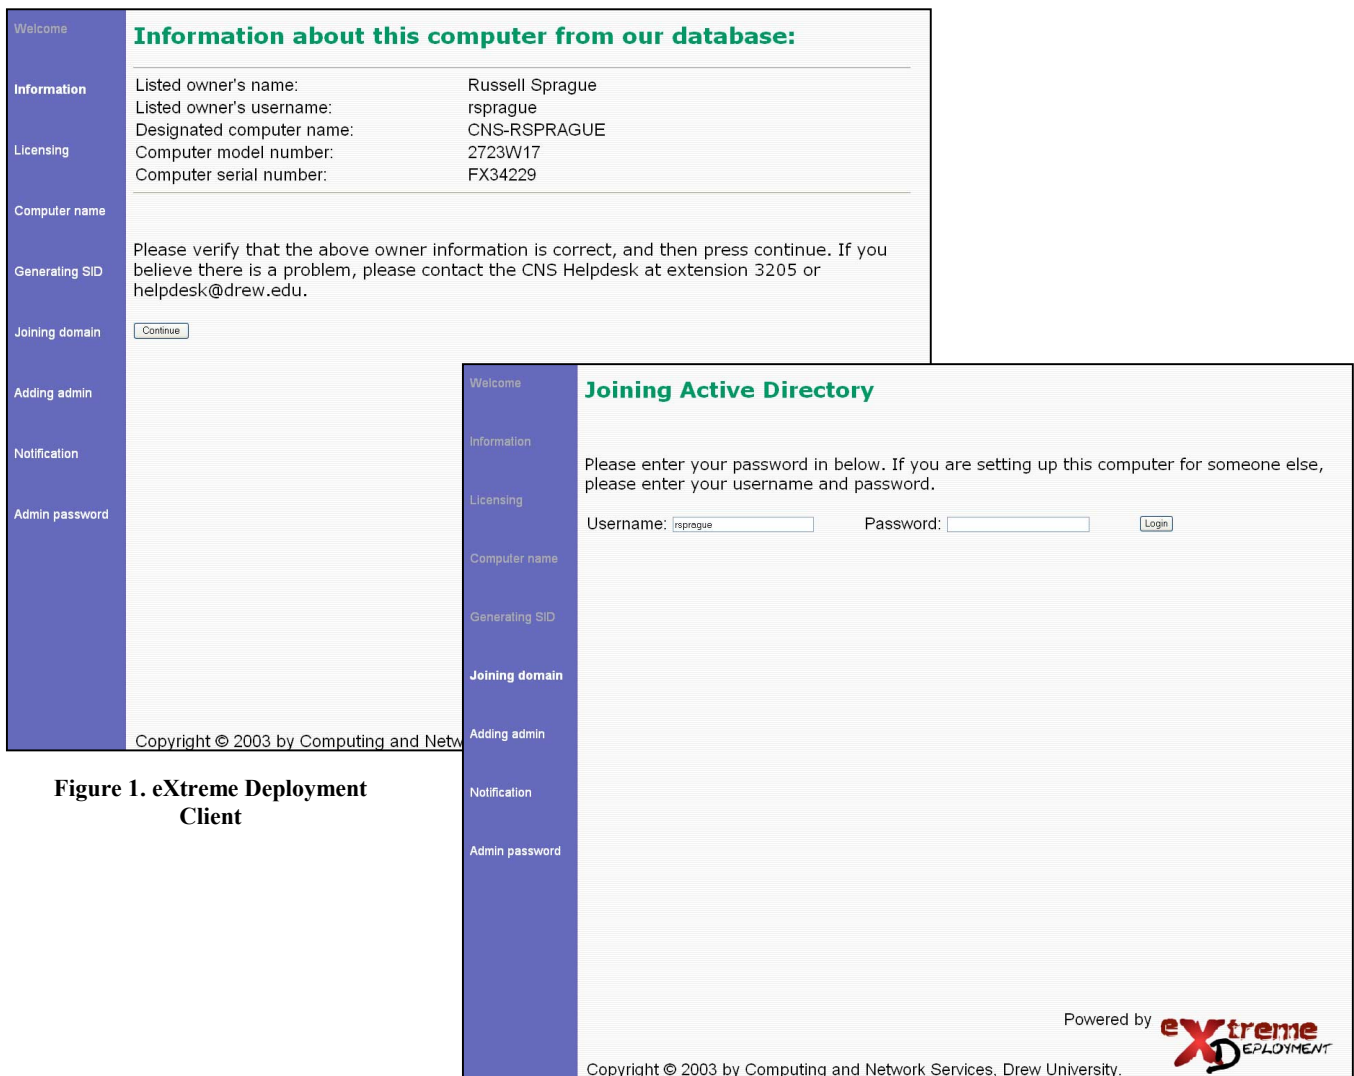 Welcome
Information
Licensing
Computer name
Generating SID
Joining domain
Adding admin
Notification
Admin password
Information about this computer from our database:
Listed owner's name: Russell Sprague
Listed owner's username: rsprague
Designated computer name: CNS-RSPRAGUE
Computer model number: 2723W17
Computer serial number: FX34229
Please verify that the above owner information is correct, and then press continue. If you
believe there is a problem, please contact the CNS Helpdesk at extension 3205 or
helpdesk@drew.edu.
Continue
Copyright © 2003 by Computing and Netw
Figure 1. eXtreme Deployment
Client
Welcome
Information
Licensing
Computer name
Generating SID
Joining domain
Adding admin
Notification
Admin password
Joining Active Directory
Please enter your password in below. If you are setting up this computer for someone else,
please enter your username and password.
Username: rsprague Password: Login
Powered by eXtreme
DEPLOYMENT
Copyright © 2003 by Computing and Network Services, Drew University.